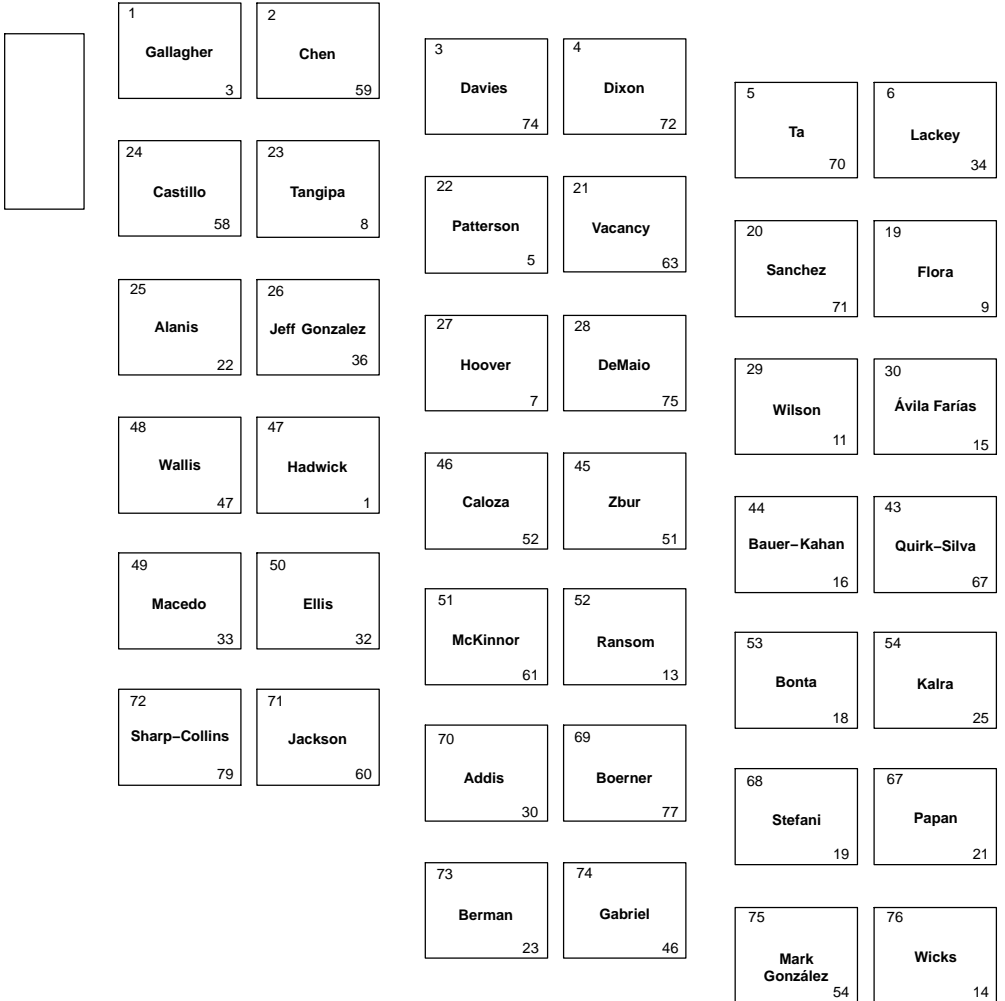 1
Gallagher
3
2
Chen
59
3
Davies
74
4
Dixon
72
5
Ta
70
6
Lackey
34
24
Castillo
58
23
Tangipa
8
22
Patterson
5
21
Vacancy
63
20
Sanchez
71
19
Flora
9
25
Alanis
22
26
Jeff Gonzalez
36
27
Hoover
7
28
DeMaio
75
29
Wilson
11
30
Ávila Farías
15
48
Wallis
47
47
Hadwick
1
46
Caloza
52
45
Zbur
51
44
Bauer−Kahan
16
43
Quirk−Silva
67
49
Macedo
33
50
Ellis
32
51
McKinnor
61
52
Ransom
13
53
Bonta
18
54
Kalra
25
72
Sharp−Collins
79
71
Jackson
60
70
Addis
30
69
Boerner
77
68
Stefani
19
67
Papan
21
73
Berman
23
74
Gabriel
46
75
Mark
González
54
76
Wicks
14